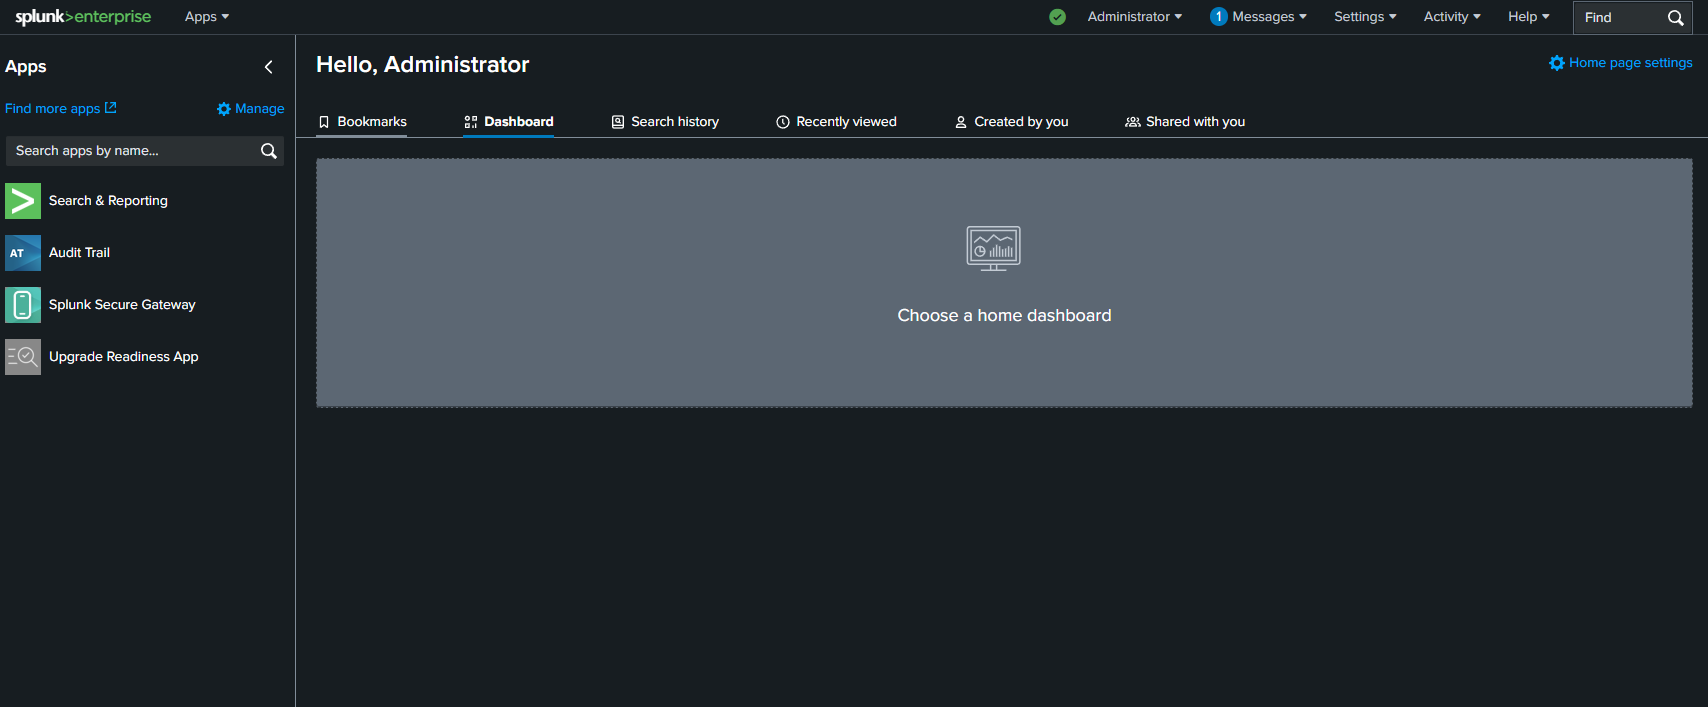 splunk>enterprise Apps Administrator 1 Messages Settings Activity Help Find
Apps
Hello, Administrator
Home page settings
Find more apps Manage
Bookmarks Dashboard Search history Recently viewed Created by you Shared with you
Search apps by name...
Search & Reporting
AT Audit Trail
Splunk Secure Gateway
Choose a home dashboard
Upgrade Readiness App